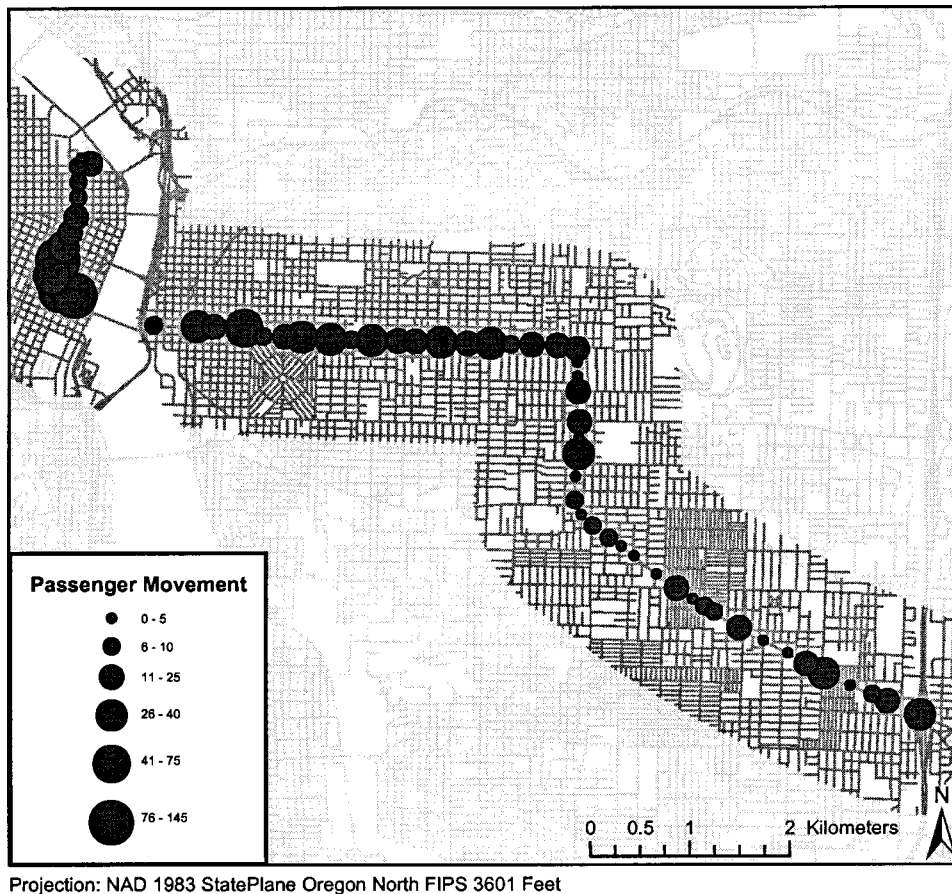 Passenger Movement
0 - 5
6 - 10
11 - 25
26 - 40
41 - 75
76 - 145
N
0 0.5 1 2 Kilometers
Projection: NAD 1983 StatePlane Oregon North FIPS 3601 Feet